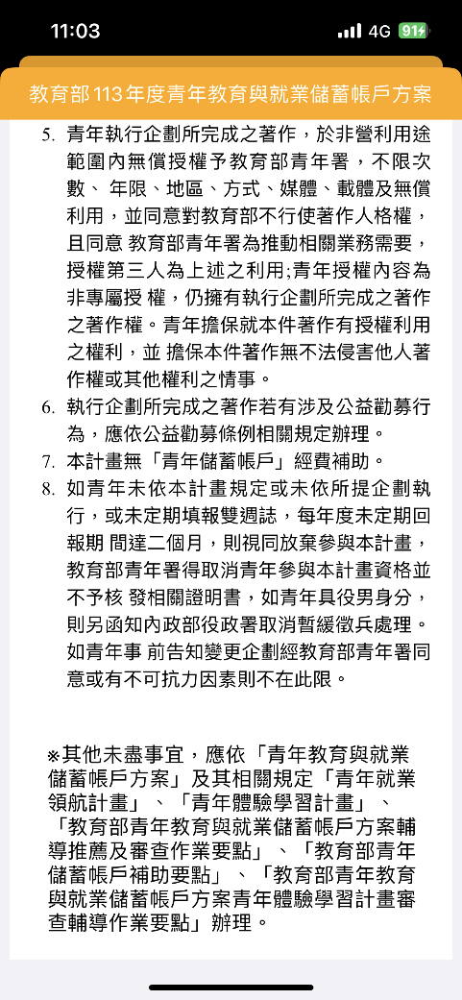 11:03
4G
91
教育部113年度青年教育與就業儲蓄帳戶方案
5. 青年執行企劃所完成之著作，於非營利用途
範圍內無償授權予教育部青年署，不限次
數、 年限、地區、方式、媒體、載體及無償
利用，並同意對教育部不行使著作人格權，
且同意 教育部青年署為推動相關業務需要，
授權第三人為上述之利用;青年授權內容為
非專屬授 權，仍擁有執行企劃所完成之著作
之著作權。青年擔保就本件著作有授權利用
之權利，並 擔保本件著作無不法侵害他人著
作權或其他權利之情事。
6. 執行企劃所完成之著作若有涉及公益勸募行
為，應依公益勸募條例相關規定辦理。
7. 本計畫無「青年儲蓄帳戶」經費補助。
8. 如青年未依本計畫規定或未依所提企劃執
行，或未定期填報雙週誌，每年度未定期回
報期 間達二個月，則視同放棄參與本計畫，
教育部青年署得取消青年參與本計畫資格並
不予核 發相關證明書，如青年具役男身分，
則另函知內政部役政署取消暫緩徵兵處理。
如青年事 前告知變更企劃經教育部青年署同
意或有不可抗力因素則不在此限。
※其他未盡事宜，應依「青年教育與就業
儲蓄帳戶方案」及其相關規定「青年就業
領航計畫」、「青年體驗學習計畫」、
「教育部青年教育與就業儲蓄帳戶方案輔
導推薦及審查作業要點」、「教育部青年
儲蓄帳戶補助要點」、「教育部青年教育
與就業儲蓄帳戶方案青年體驗學習計畫審
查輔導作業要點」辦理。